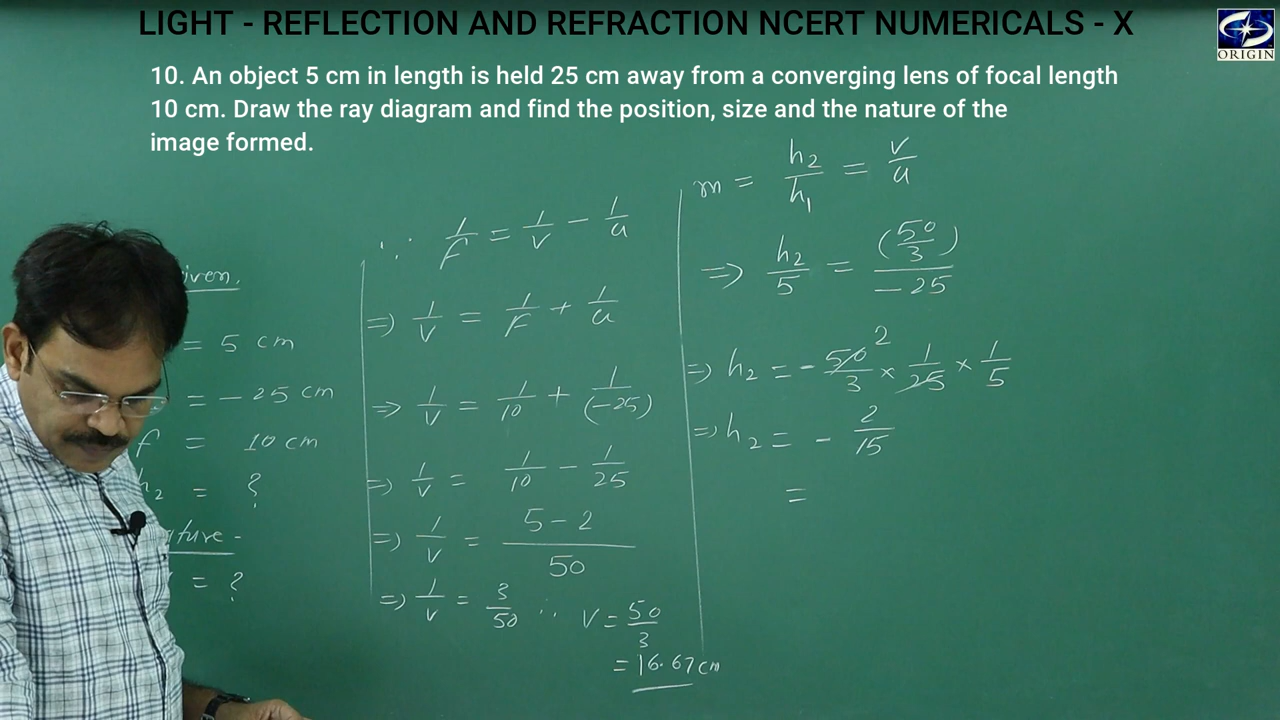 LIGHT - REFLECTION AND REFRACTION NCERT NUMERICALS - X
ORIGIN
10. An object 5 cm in length is held 25 cm away from a converging lens of focal length
10 cm. Draw the ray diagram and find the position, size and the nature of the
image formed.
iven,
= 5 cm
= - 25 cm
f = 10 cm
h₂ = ?
ature -
= ?
∵ 1/F = 1/v - 1/u
=> 1/v = 1/F + 1/u
=> 1/v = 1/10 + 1/(-25)
=> 1/v = 1/10 - 1/25
=> 1/v = 5-2/50
=> 1/v = 3/50 ∴ v = 50/3
= 16.67 cm
m = h₂/h₁ = v/u
=> h₂/5 = (50/3)/-25
=> h₂ = - 50/3 2 × 1/25 × 1/5
=> h₂ = - 2/15
=